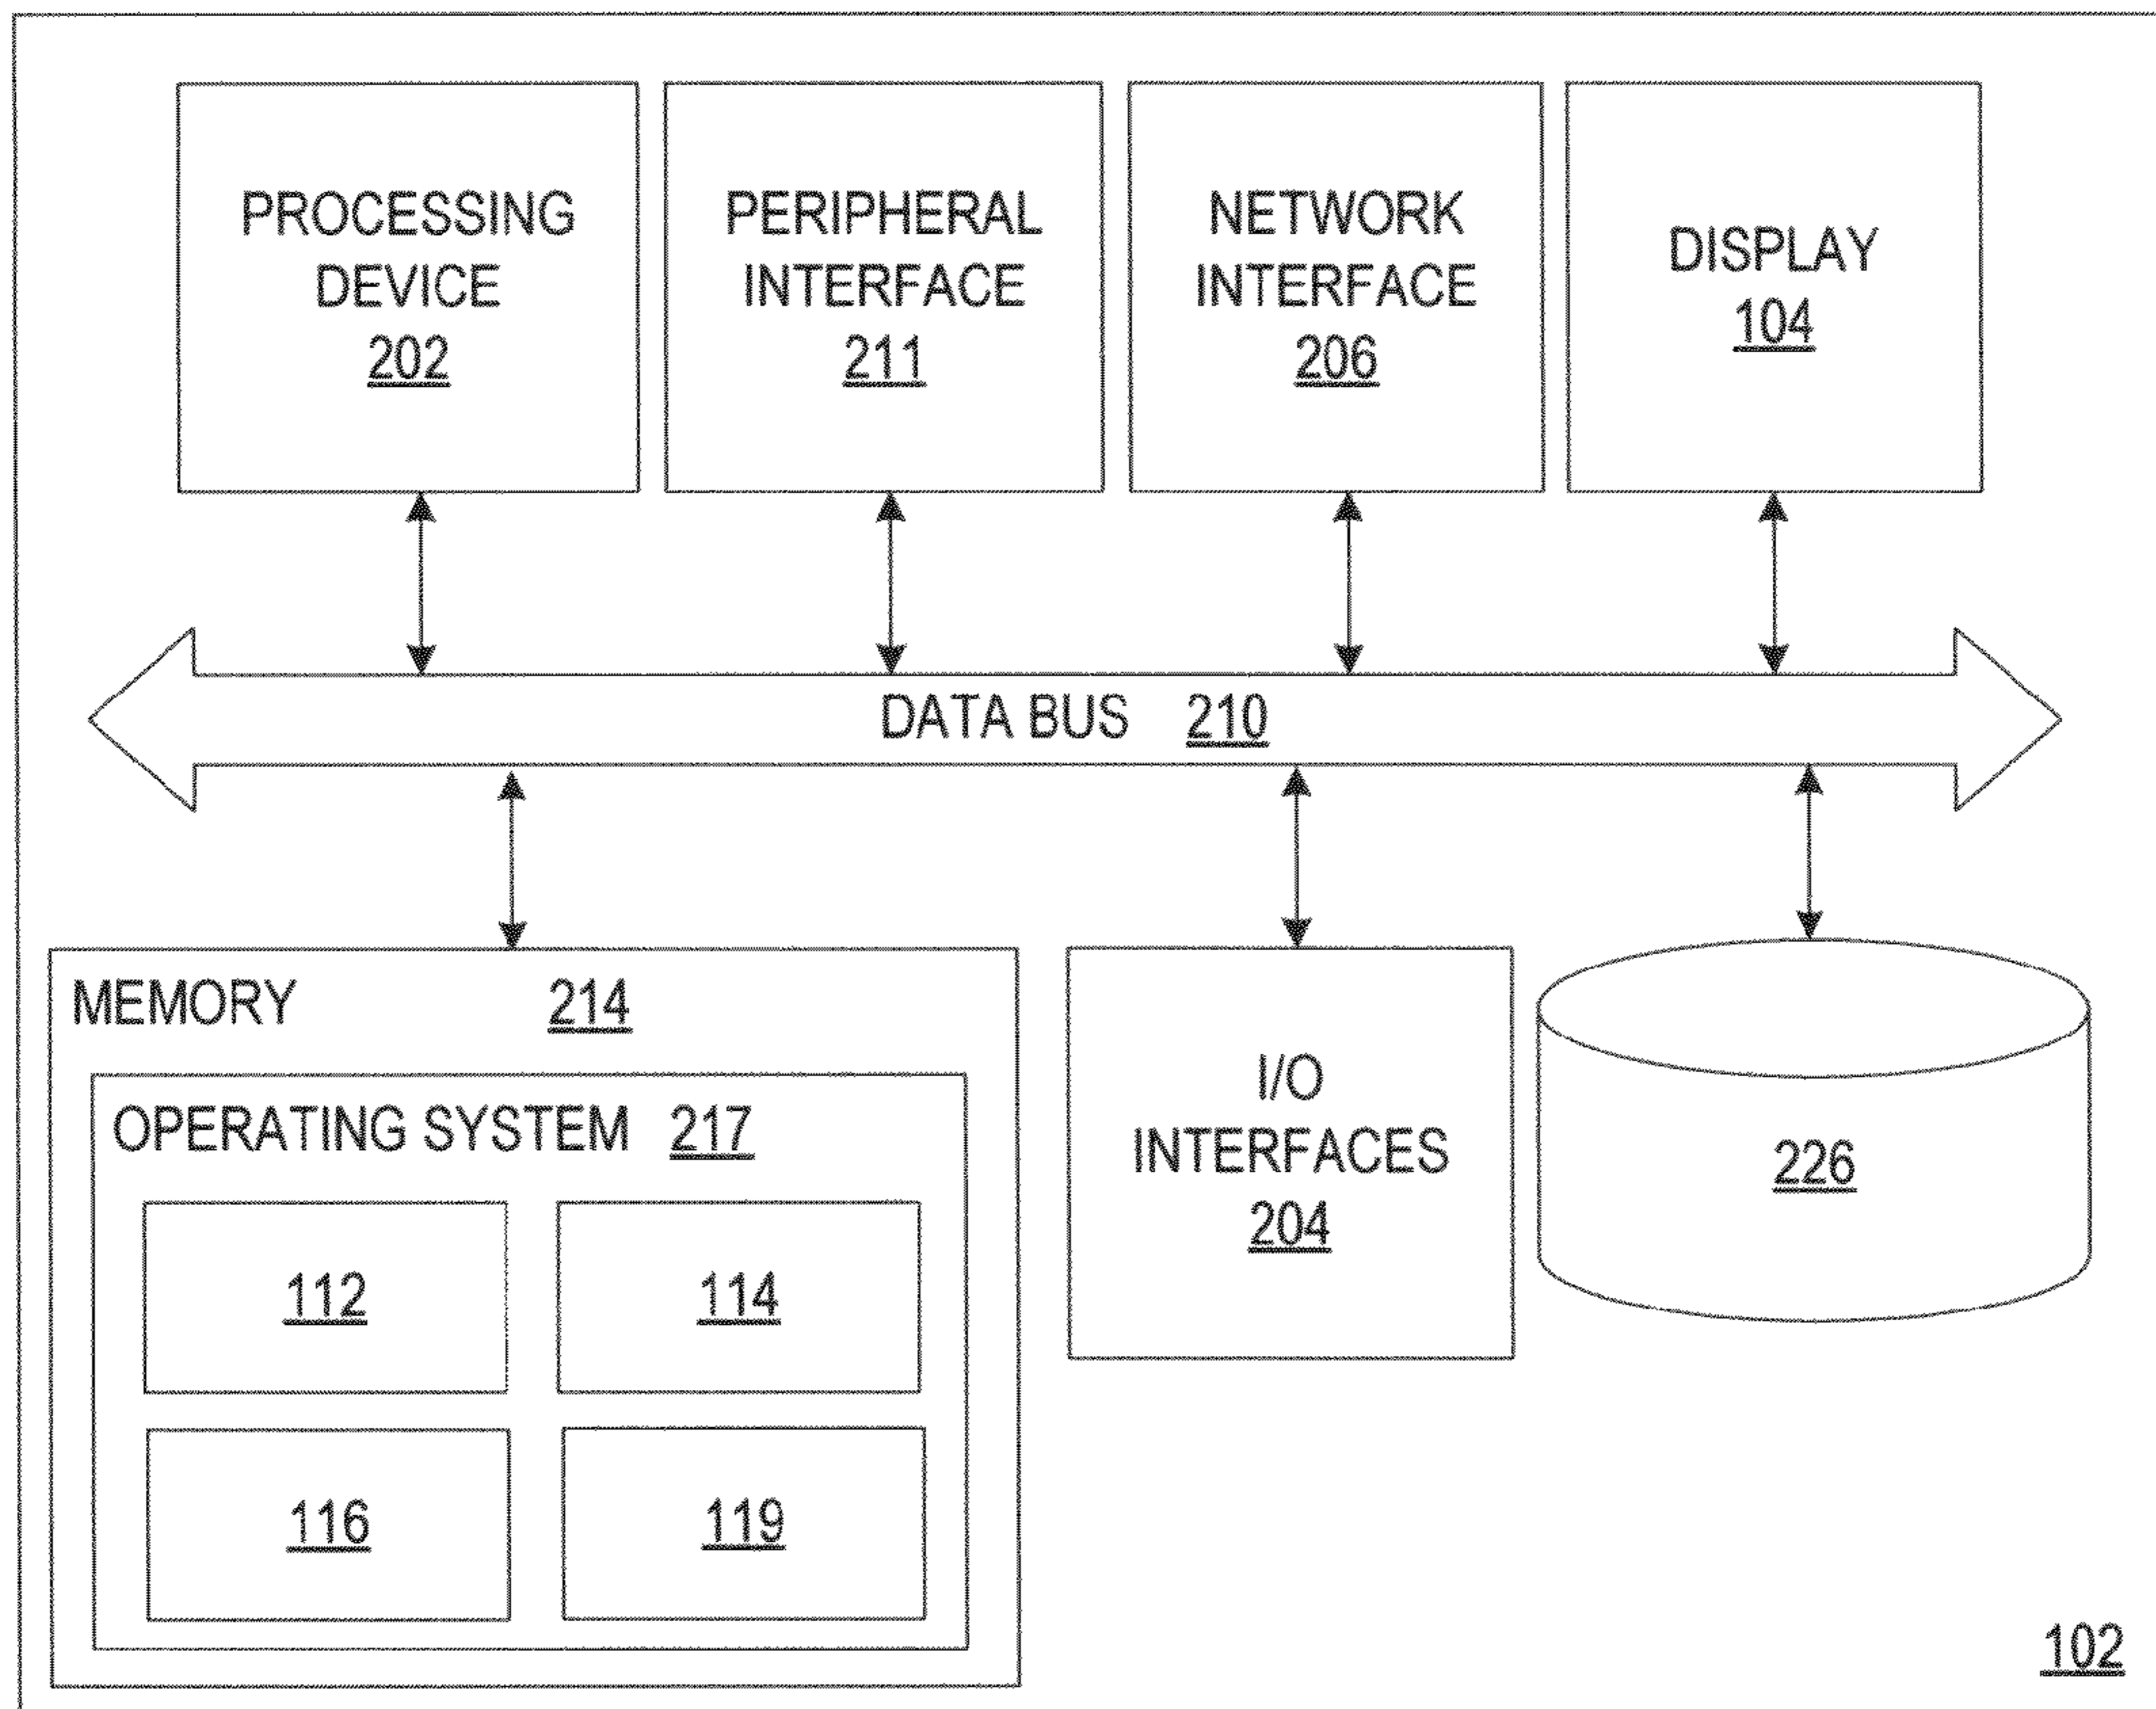 PROCESSING
DEVICE
202
PERIPHERAL
INTERFACE
211
NETWORK
INTERFACE
206
DISPLAY
104
DATA BUS 210
MEMORY 214
OPERATING SYSTEM 217
112
114
116
119
I/O
INTERFACES
204
226
102